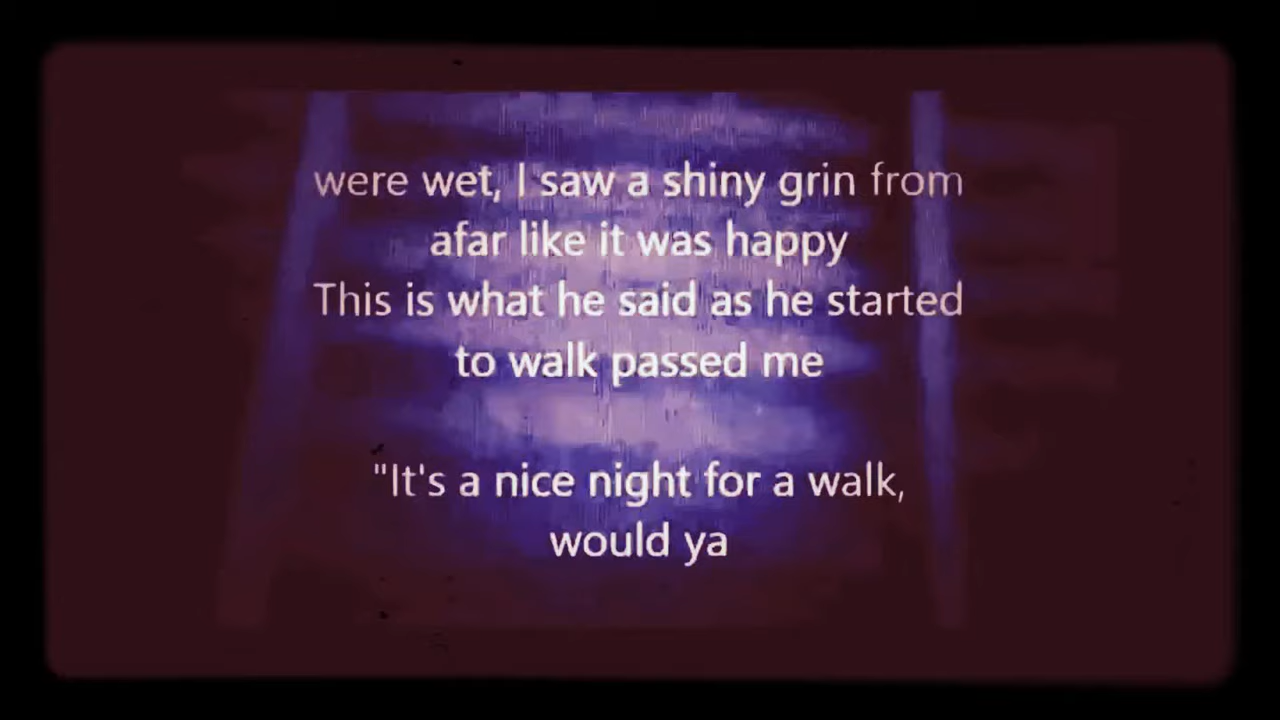 were wet, I saw a shiny grin from
afar like it was happy
This is what he said as he started
to walk passed me
"It's a nice night for a walk,
would ya